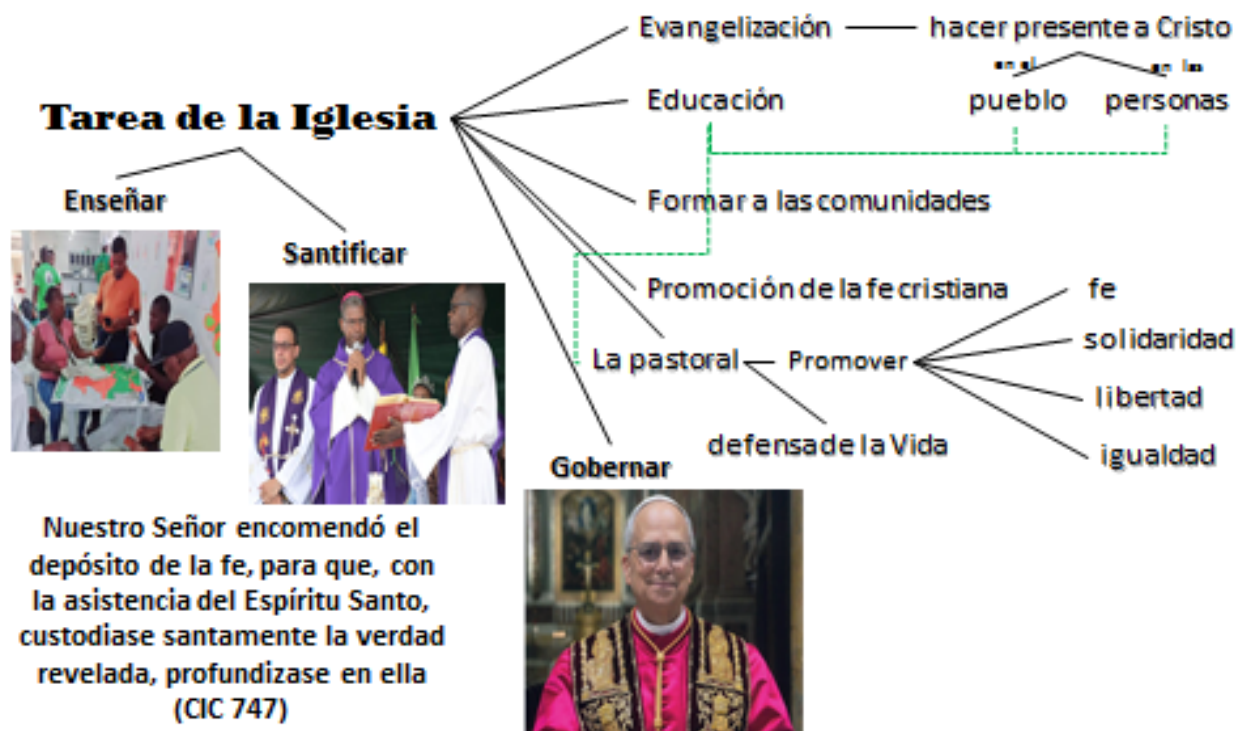 Evangelización
hacer presente a Cristo
Tarea de la Iglesia
Educación
pueblo
personas
Enseñar
Formar a las comunidades
Santificar
Promoción de la fe cristiana
fe
solidaridad
La pastoral
Promover
libertad
defensa de la Vida
igualdad
Gobernar
Nuestro Señor encomendó el
depósito de la fe, para que, con
la asistencia del Espíritu Santo,
custodiase santamente la verdad
revelada, profundizase en ella
(CIC 747)